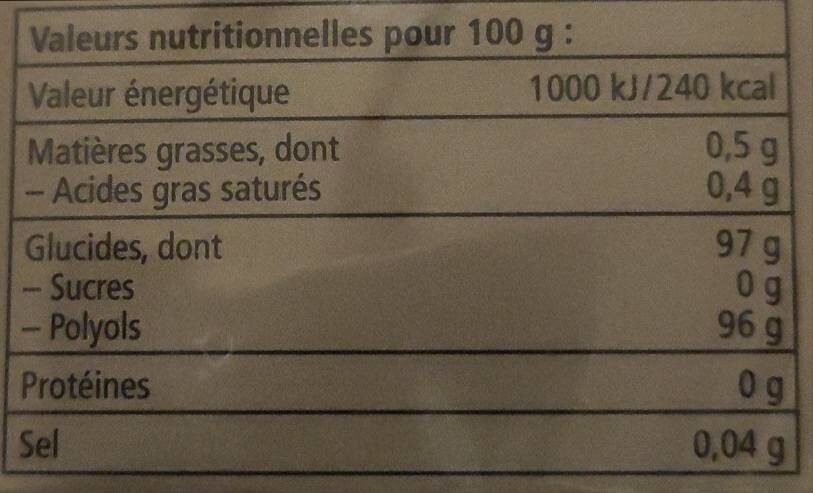 Valeurs nutritionnelles pour 100 g :
Valeur énergétique 1000 kJ/240 kcal
Matières grasses, dont 0,5 g
– Acides gras saturés 0,4 g
Glucides, dont 97 g
– Sucres 0 g
– Polyols 96 g
Protéines 0 g
Sel 0,04 g